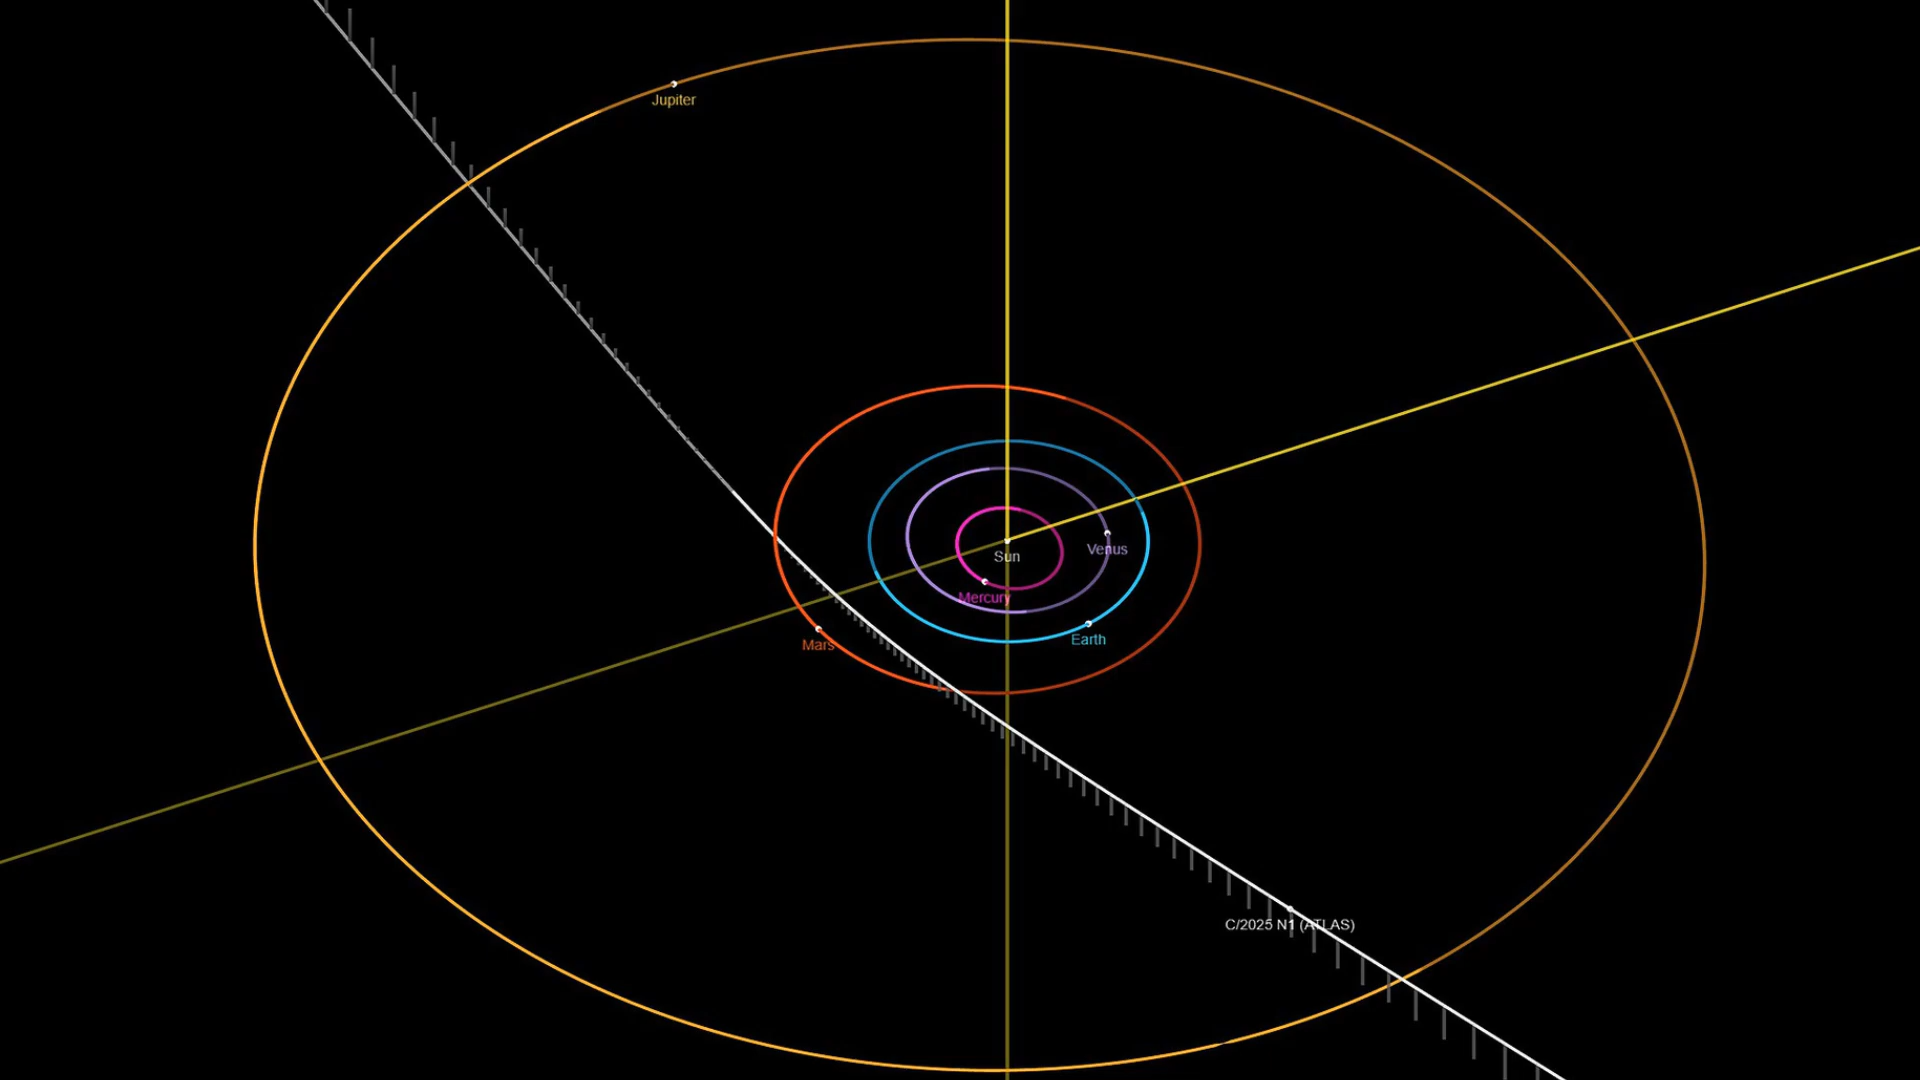 Jupiter
Sun
Venus
Mercury
Mars
Earth
C/2025 N1 (ATLAS)